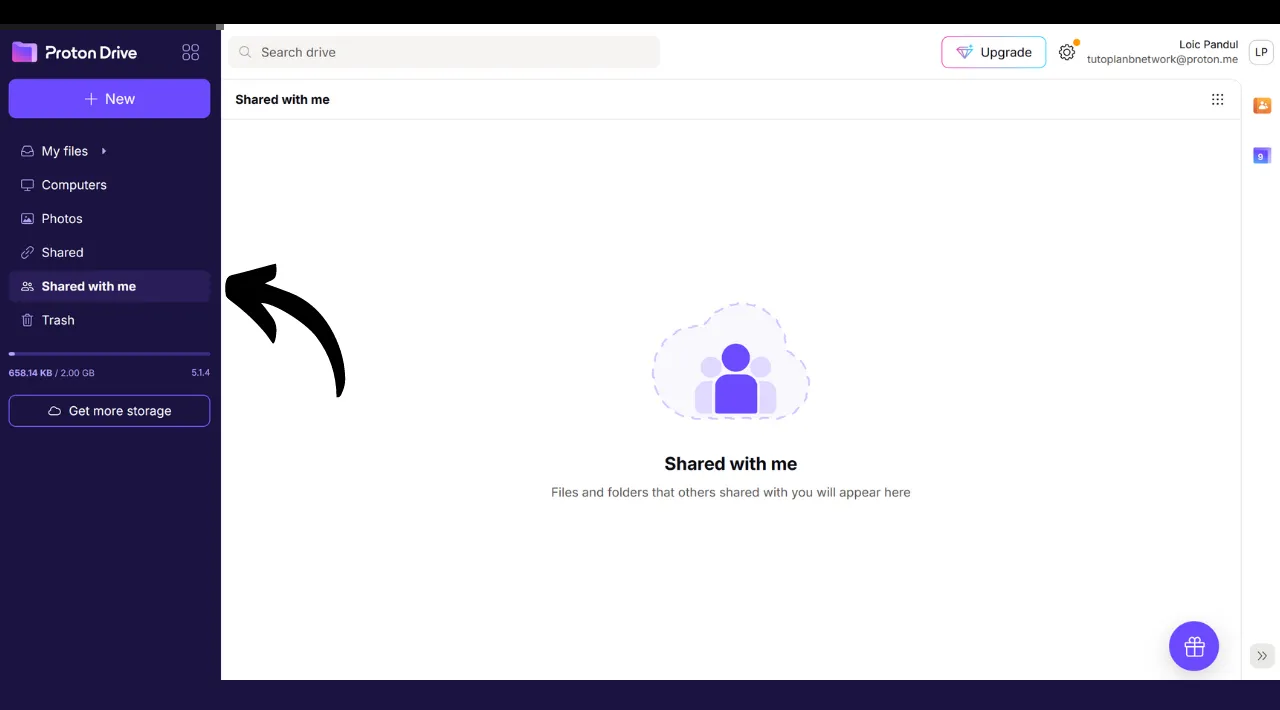 Proton Drive
Search drive
Upgrade
Loic Pandul
tutoplanbnetwork@proton.me
LP
New
Shared with me
My files
Computers
Photos
Shared
Shared with me
Trash
658.14 KB / 2.00 GB
5.1.4
Get more storage
9
Shared with me
Files and folders that others shared with you will appear here